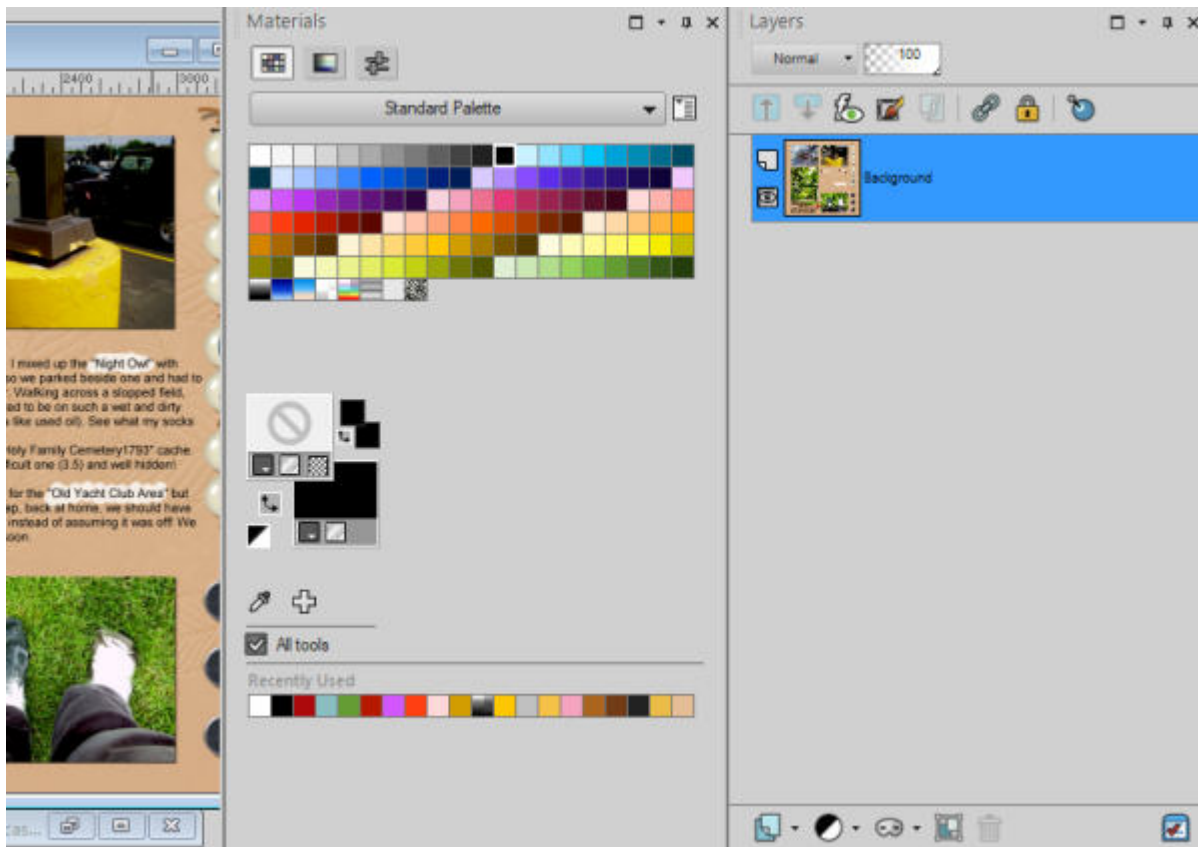 Materials
Layers
2400
3000
Normal
100
Standard Palette
Background
I mixed up the "Night Owl" with
so we parked beside one and had to
Walking across a slopped field,
ed to be on such a wet and dirty
like used oil). See what my socks
Holy Family Cemetery1793" cache.
ficult one (3.5) and well hidden!
for the "Old Yacht Club Area" but
ep, back at home, we should have
instead of assuming it was off! We
soon.
All tools
Recently Used
cas...